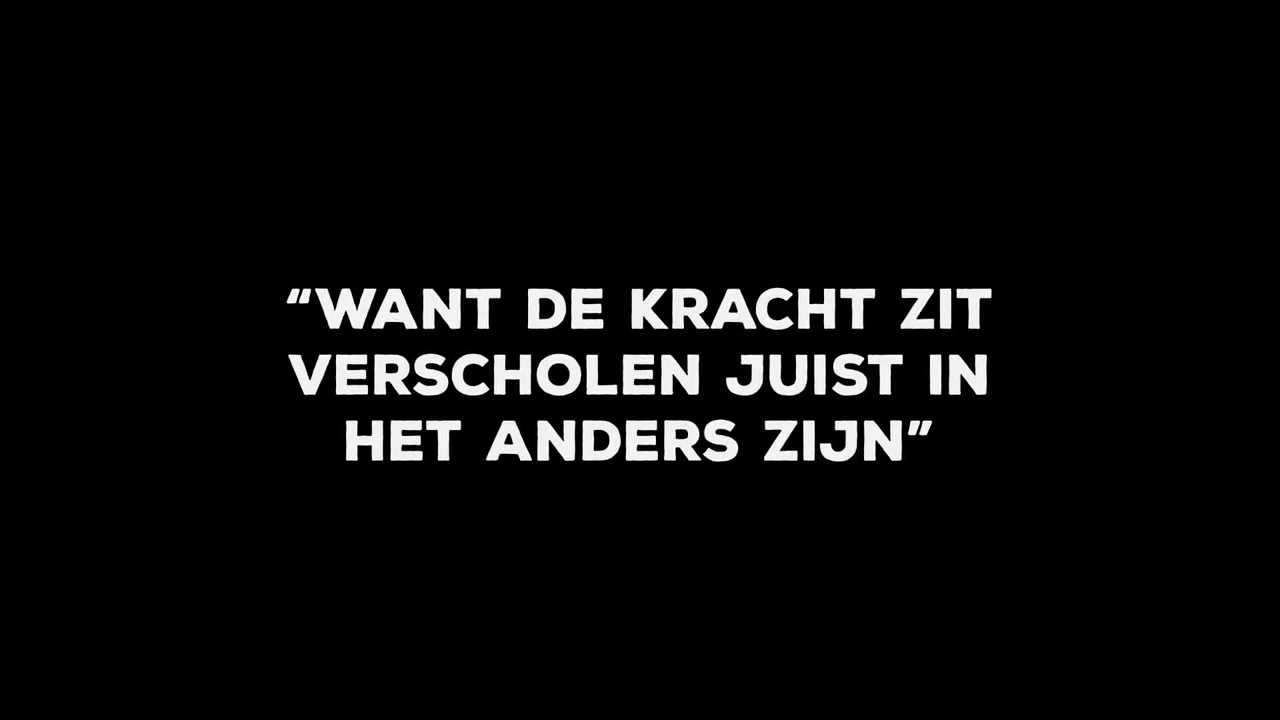 “WANT DE KRACHT ZIT
VERSCHOLEN JUIST IN
HET ANDERS ZIJN”